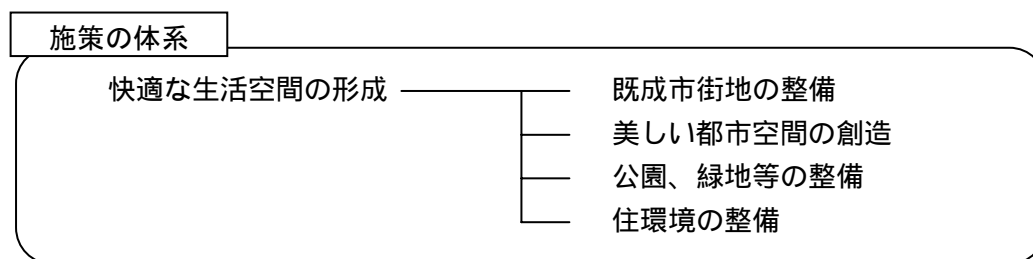 施策の体系
快適な生活空間の形成
既成市街地の整備
美しい都市空間の創造
公園、緑地等の整備
住環境の整備